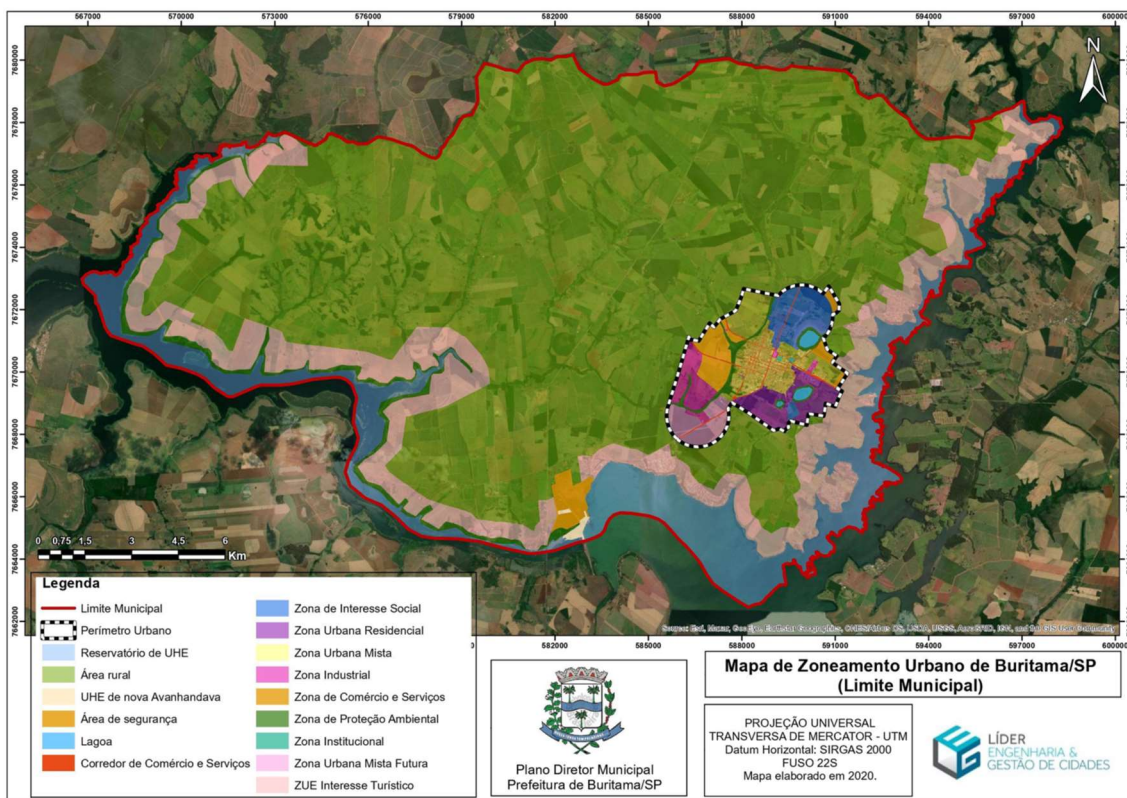 567000 570000 573000 576000 579000 582000 585000 588000 591000 594000 597000 600000
N
7680000
7678000
7676000
7674000
7672000
7670000
7668000
7666000
7664000
7662000
0 0,75 1,5 3 4,5 6
Km
Legenda
Limite Municipal
Perímetro Urbano
Reservatório de UHE
Área rural
UHE de nova Avanhandava
Área de segurança
Lagoa
Corredor de Comércio e Serviços
Zona de Interesse Social
Zona Urbana Residencial
Zona Urbana Mista
Zona Industrial
Zona de Comércio e Serviços
Zona de Proteção Ambiental
Zona Institucional
Zona Urbana Mista Futura
ZUE Interesse Turístico
582000 585000 588000 591000 594000 597000 600000
Plano Diretor Municipal
Prefeitura de Buritama/SP
Mapa de Zoneamento Urbano de Buritama/SP
(Limite Municipal)
PROJEÇÃO UNIVERSAL
TRANSVERSA DE MERCATOR - UTM
Datum Horizontal: SIRGAS 2000
FUSO 22S
Mapa elaborado em 2020.
LÍDER
ENGENHARIA &
GESTÃO DE CIDADES